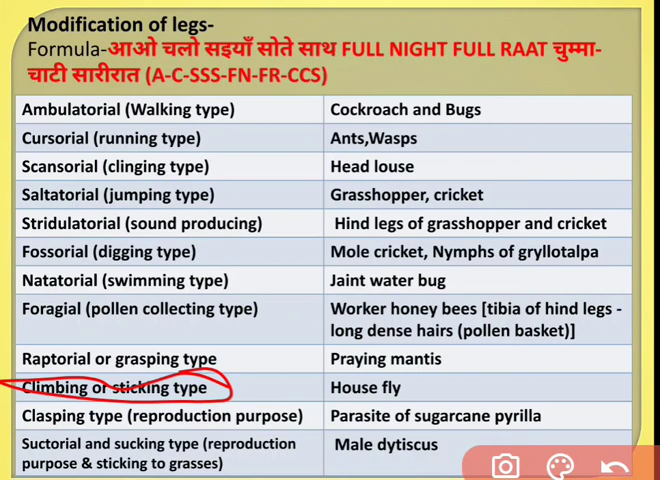 Modification of legs-
Formula-आओ चलो सइयाँ सोते साथ FULL NIGHT FULL RAAT चुम्मा-
चाटी सारीरात (A-C-SSS-FN-FR-CCS)
Ambulatorial (Walking type) Cockroach and Bugs
Cursorial (running type) Ants,Wasps
Scansorial (clinging type) Head louse
Saltatorial (jumping type) Grasshopper, cricket
Stridulatorial (sound producing) Hind legs of grasshopper and cricket
Fossorial (digging type) Mole cricket, Nymphs of gryllotalpa
Natatorial (swimming type) Jaint water bug
Foragial (pollen collecting type) Worker honey bees [tibia of hind legs -
long dense hairs (pollen basket)]
Raptorial or grasping type Praying mantis
Climbing or sticking type House fly
Clasping type (reproduction purpose) Parasite of sugarcane pyrilla
Suctorial and sucking type (reproduction Male dytiscus
purpose & sticking to grasses)